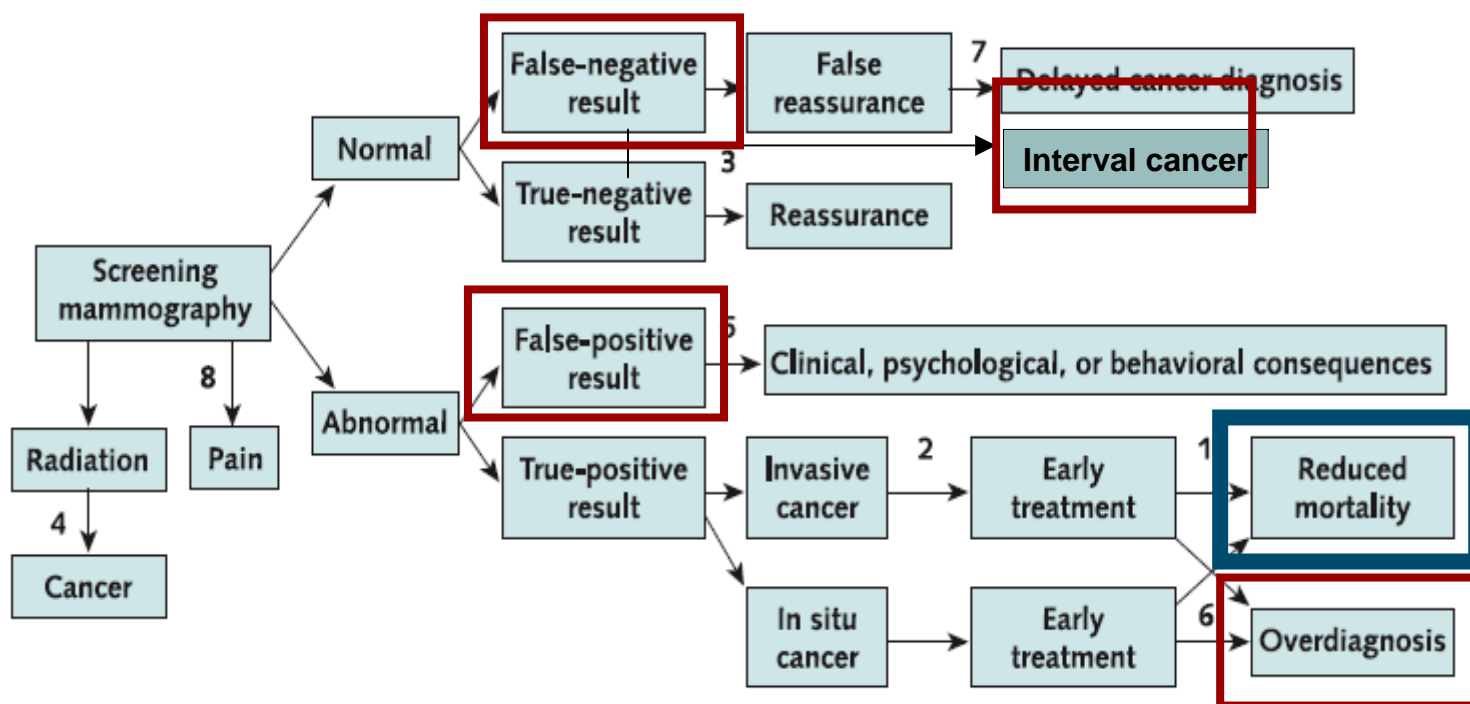 False-negative
result
False
reassurance
7
Delayed cancer diagnosis
Normal
Interval cancer
3
True-negative
result
Reassurance
Screening
mammography
False-positive
result
5
Clinical, psychological, or behavioral consequences
8
Abnormal
Radiation
Pain
True-positive
result
Invasive
cancer
2
Early
treatment
1
Reduced
mortality
4
Cancer
In situ
cancer
Early
treatment
6
Overdiagnosis